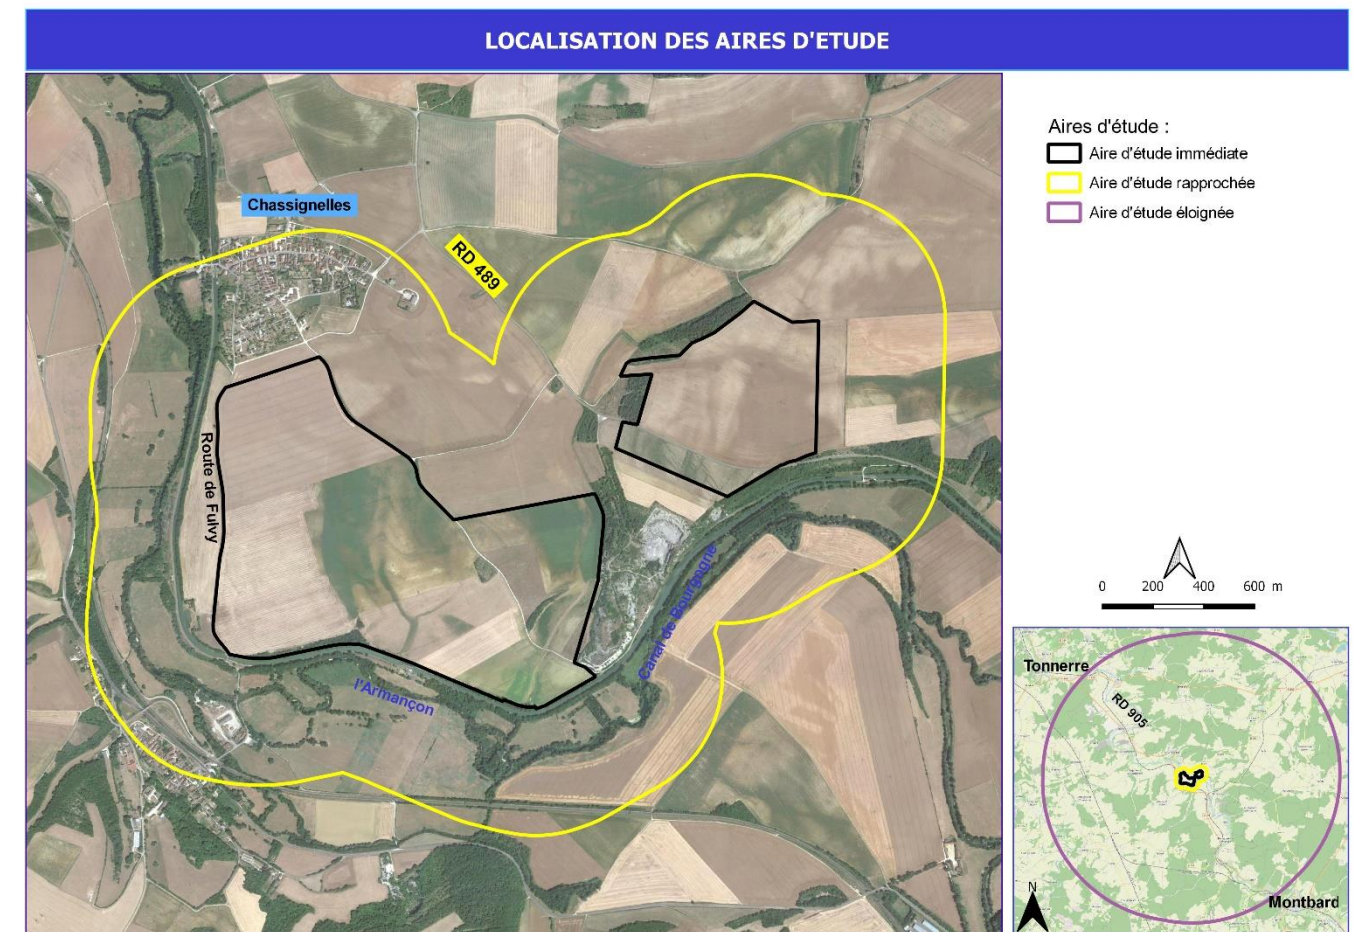 LOCALISATION DES AIRES D'ETUDE
Aires d'étude :
Aire d'étude immédiate
Aire d'étude rapprochée
Aire d'étude éloignée
Chassignelles
RD 489
Route de Fulvy
Canal de Bourgogne
l'Armançon
0 200 400 600 m
Tonnerre
RD 905
N
Montbard